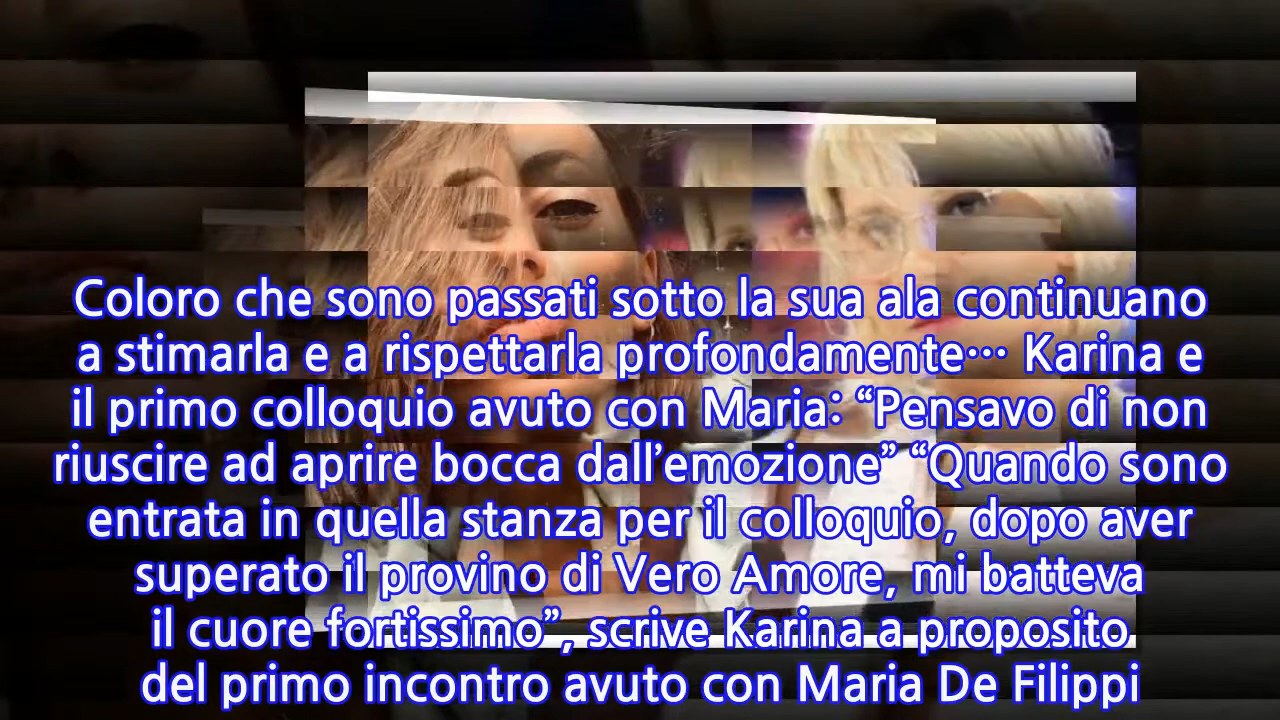 Coloro che sono passati sotto la sua ala continuano
a stimarla e a rispettarla profondamente… Karina e
il primo colloquio avuto con Maria: “Pensavo di non
riuscire ad aprire bocca dall’emozione” “Quando sono
entrata in quella stanza per il colloquio, dopo aver
superato il provino di Vero Amore, mi batteva
il cuore fortissimo”, scrive Karina a proposito
del primo incontro avuto con Maria De Filippi